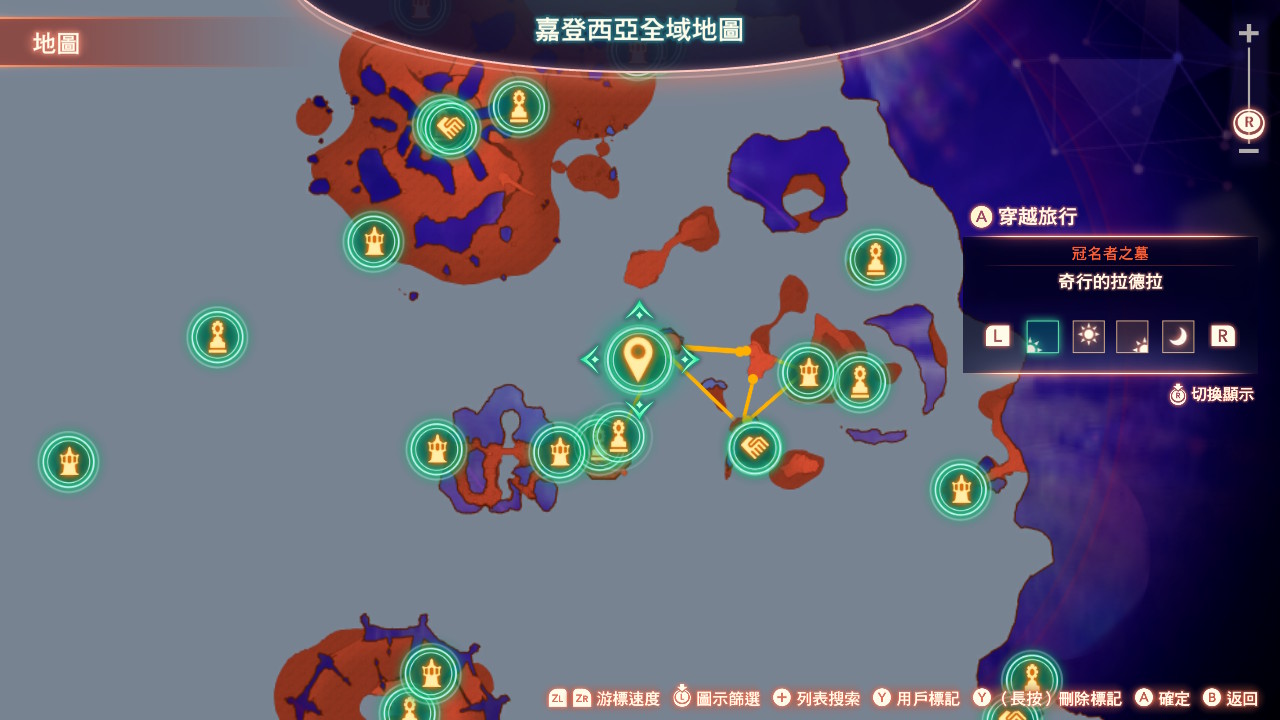 嘉登西亞全域地圖
地圖
+
R
A 穿越旅行
冠名者之墓
奇行的拉德拉
L R
R 切換顯示
ZL ZR 游標速度 L 圖示篩選 + 列表搜索 Y 用戶標記 Y（長按）刪除標記 A 確定 B 返回